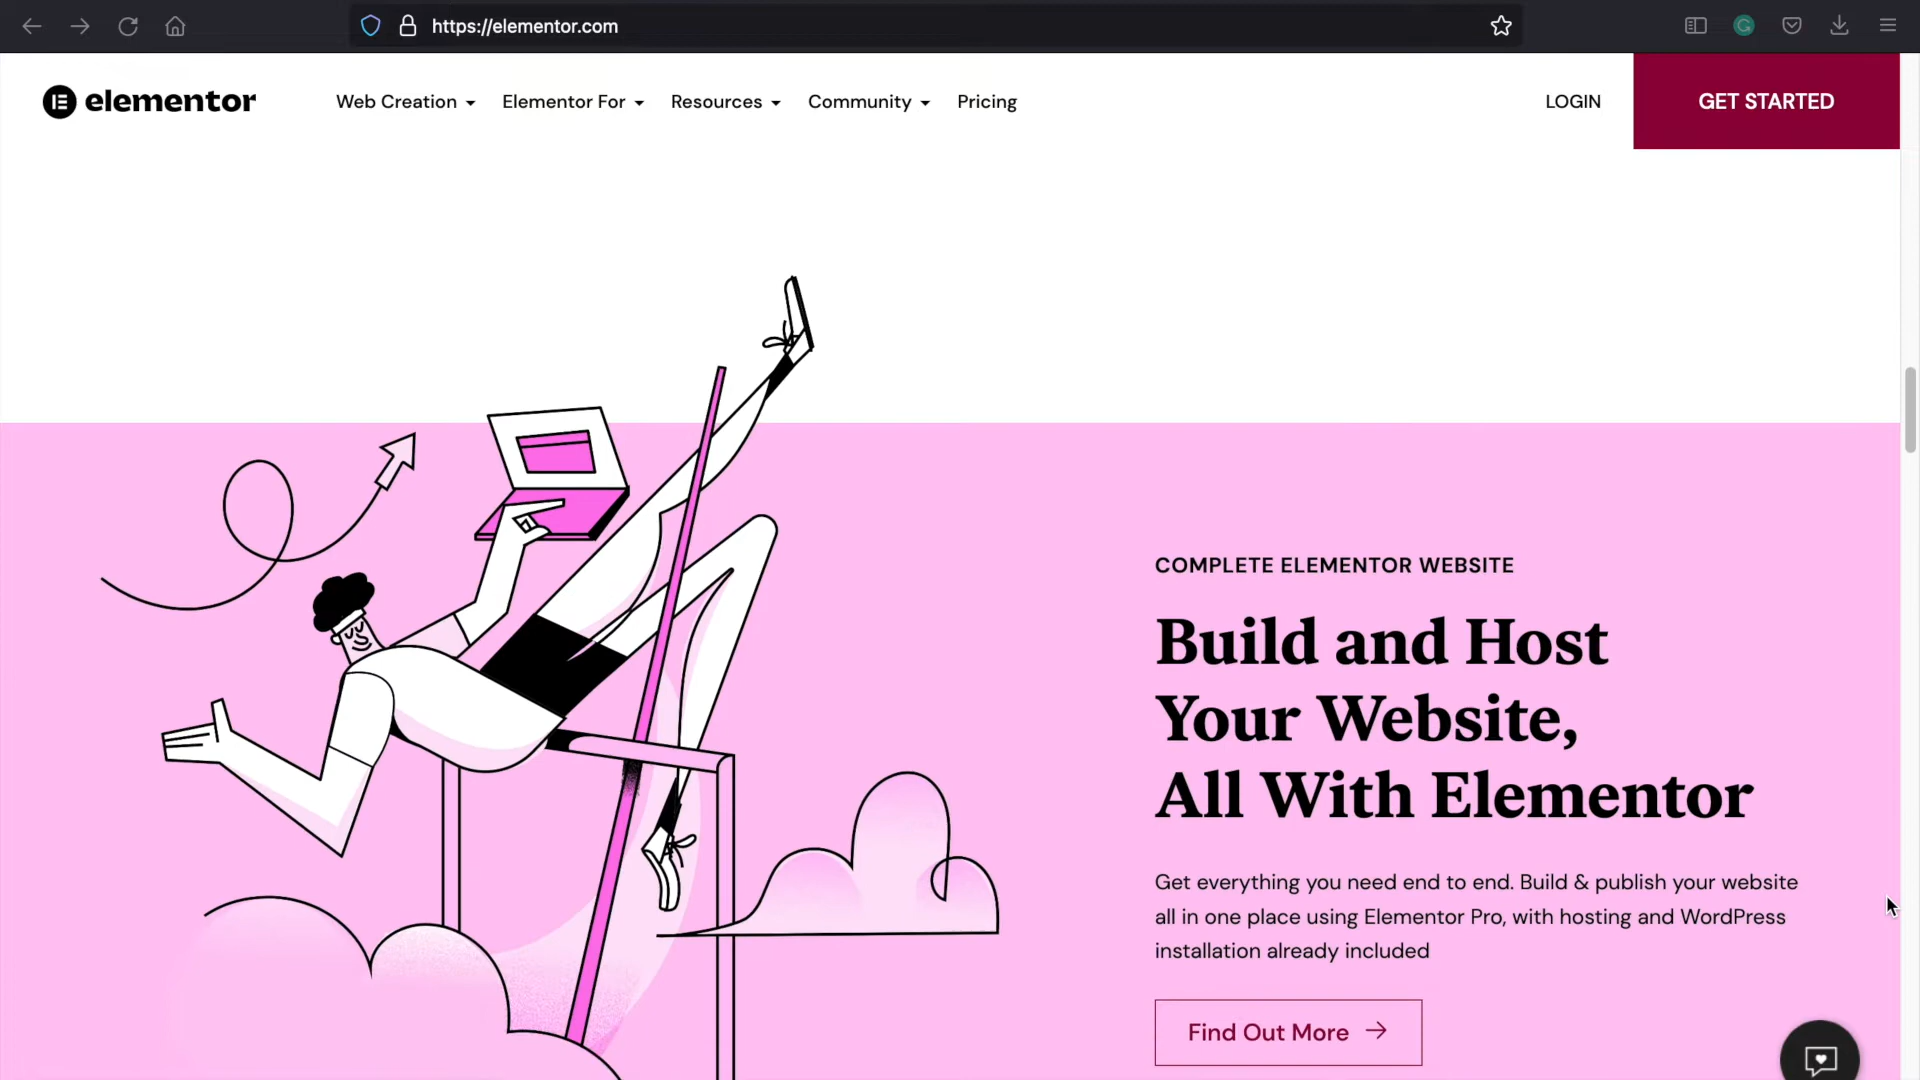 https://elementor.com
elementor
Web Creation
Elementor For
Resources
Community
Pricing
LOGIN
GET STARTED
COMPLETE ELEMENTOR WEBSITE
Build and Host
Your Website,
All With Elementor
Get everything you need end to end. Build & publish your website
all in one place using Elementor Pro, with hosting and WordPress
installation already included
Find Out More